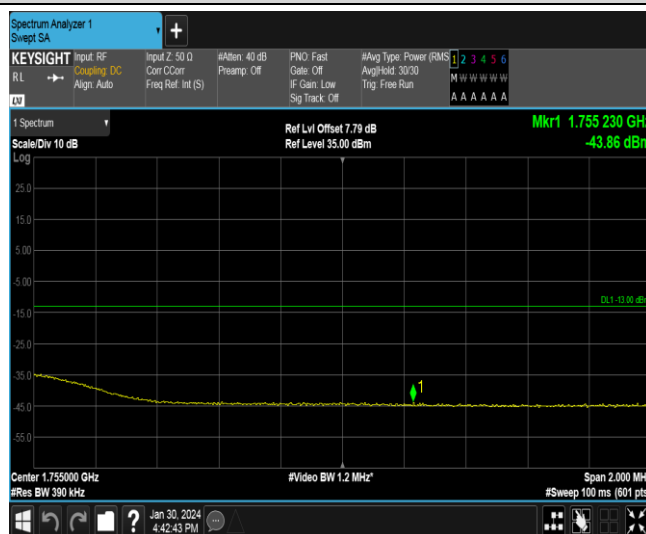 Spectrum Analyzer 1
Swept SA
+
KEYSIGHT
RL
LXI
Input: RF
Coupling: DC
Align: Auto
Input Z: 50 Ω
Corr CCorr
Freq Ref: Int (S)
#Atten: 40 dB
Preamp: Off
PNO: Fast
Gate: Off
IF Gain: Low
Sig Track: Off
#Avg Type: Power (RMS
Avg|Hold: 30/30
Trig: Free Run
1 2 3 4 5 6
M W W W W W
A A A A A A
1 Spectrum
Scale/Div 10 dB
Log
Ref Lvl Offset 7.79 dB
Ref Level 35.00 dBm
Mkr1 1.755 230 GHz
-43.86 dBm
25.0
15.0
5.00
-5.00
DL1 -13.00 dBm
-15.0
-25.0
-35.0
1
-45.0
-55.0
Center 1.755000 GHz
#Res BW 390 kHz
#Video BW 1.2 MHz*
Span 2.000 MH
#Sweep 100 ms (601 pts
?
Jan 30, 2024
4:42:43 PM